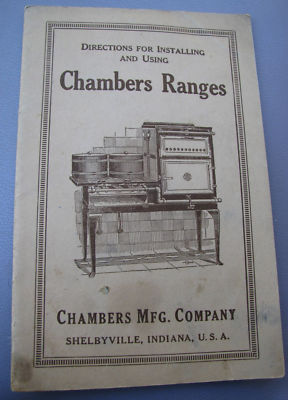 Directions for Installing
and Using
Chambers Ranges
Chambers Mfg. Company
Shelbyville, Indiana, U. S. A.